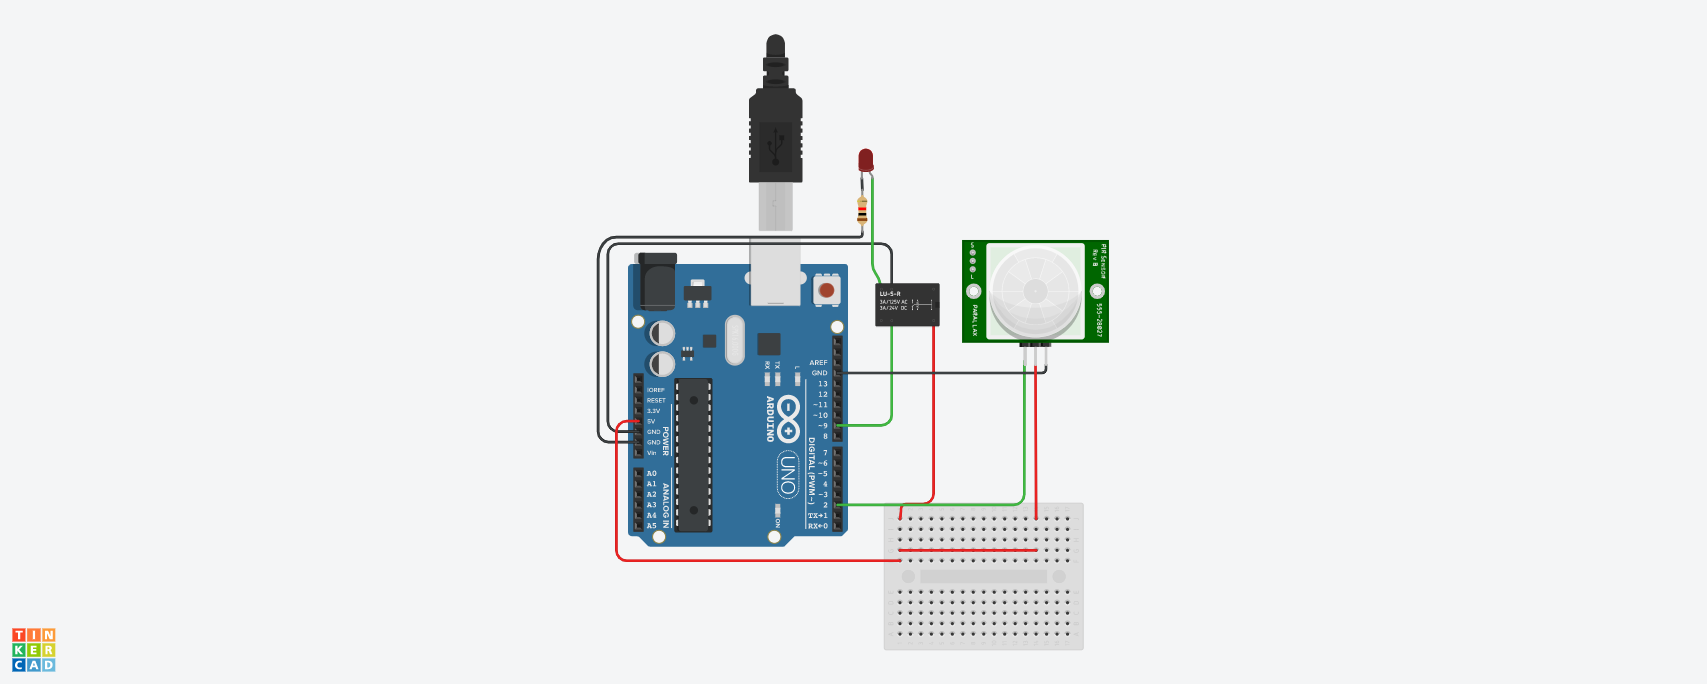 LU-5-R
3A/125V AC
3A/24V DC
S
L
PIR Sensor
Rev B
PARALLAX
555-28027
IOREF
RESET
3.3V
5V
GND
GND
Vin
POWER
A0
A1
A2
A3
A4
A5
ANALOG IN
RX
TX
L
ARDUINO
UNO
ON
AREF
GND
13
12
~11
~10
~9
8
7
~6
~5
4
~3
2
TX→1
RX←0
DIGITAL (PWM~)
TIN
KER
CAD